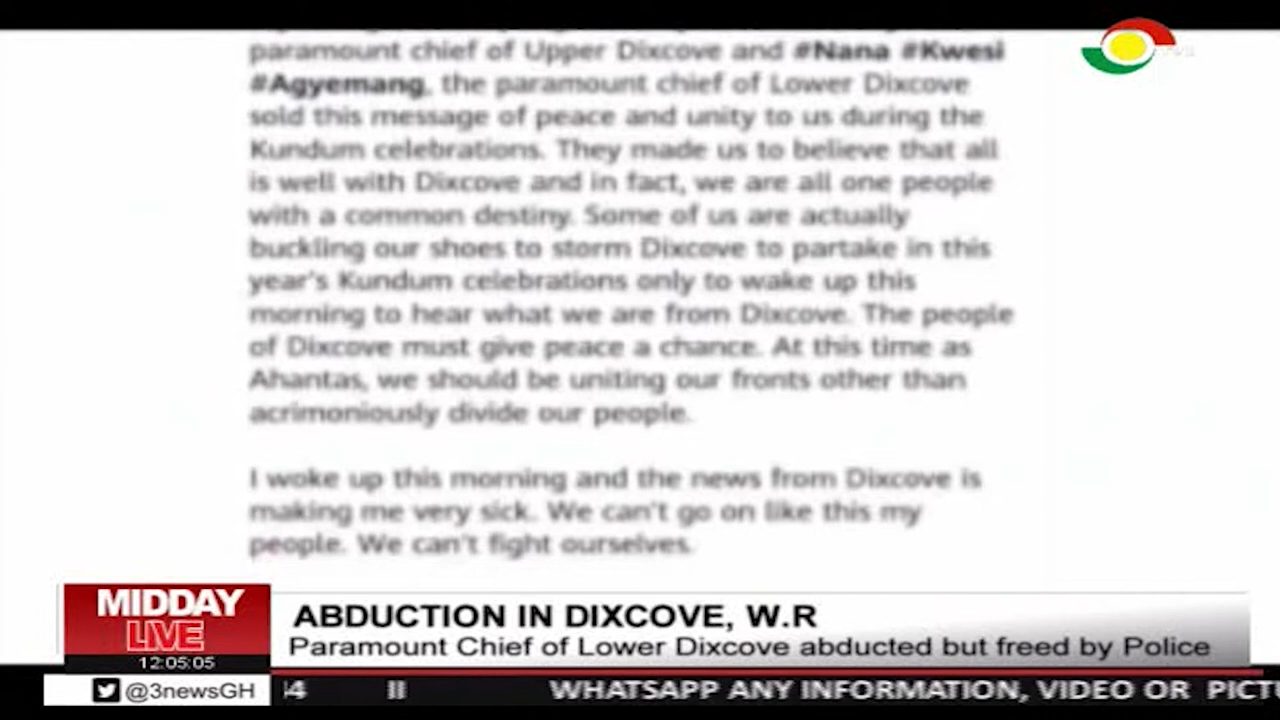 paramount chief of Upper Dixcove and #Nana #Kwesi
#Agyemang, the paramount chief of Lower Dixcove
sold this message of peace and unity to us during the
Kundum celebrations. They made us to believe that all
is well with Dixcove and in fact, we are all one people
with a common destiny. Some of us are actually
buckling our shoes to storm Dixcove to partake in this
year's Kundum celebrations only to wake up this
morning to hear what we are from Dixcove. The people
of Dixcove must give peace a chance. At this time as
Ahantas, we should be uniting our fronts other than
acrimoniously divide our people.
I woke up this morning and the news from Dixcove is
making me very sick. We can't go on like this my
people. We can't fight ourselves.
MIDDAY
LIVE
12:05:05
ABDUCTION IN DIXCOVE, W.R
Paramount Chief of Lower Dixcove abducted but freed by Police
@3newsGH
WHATSAPP ANY INFORMATION, VIDEO OR